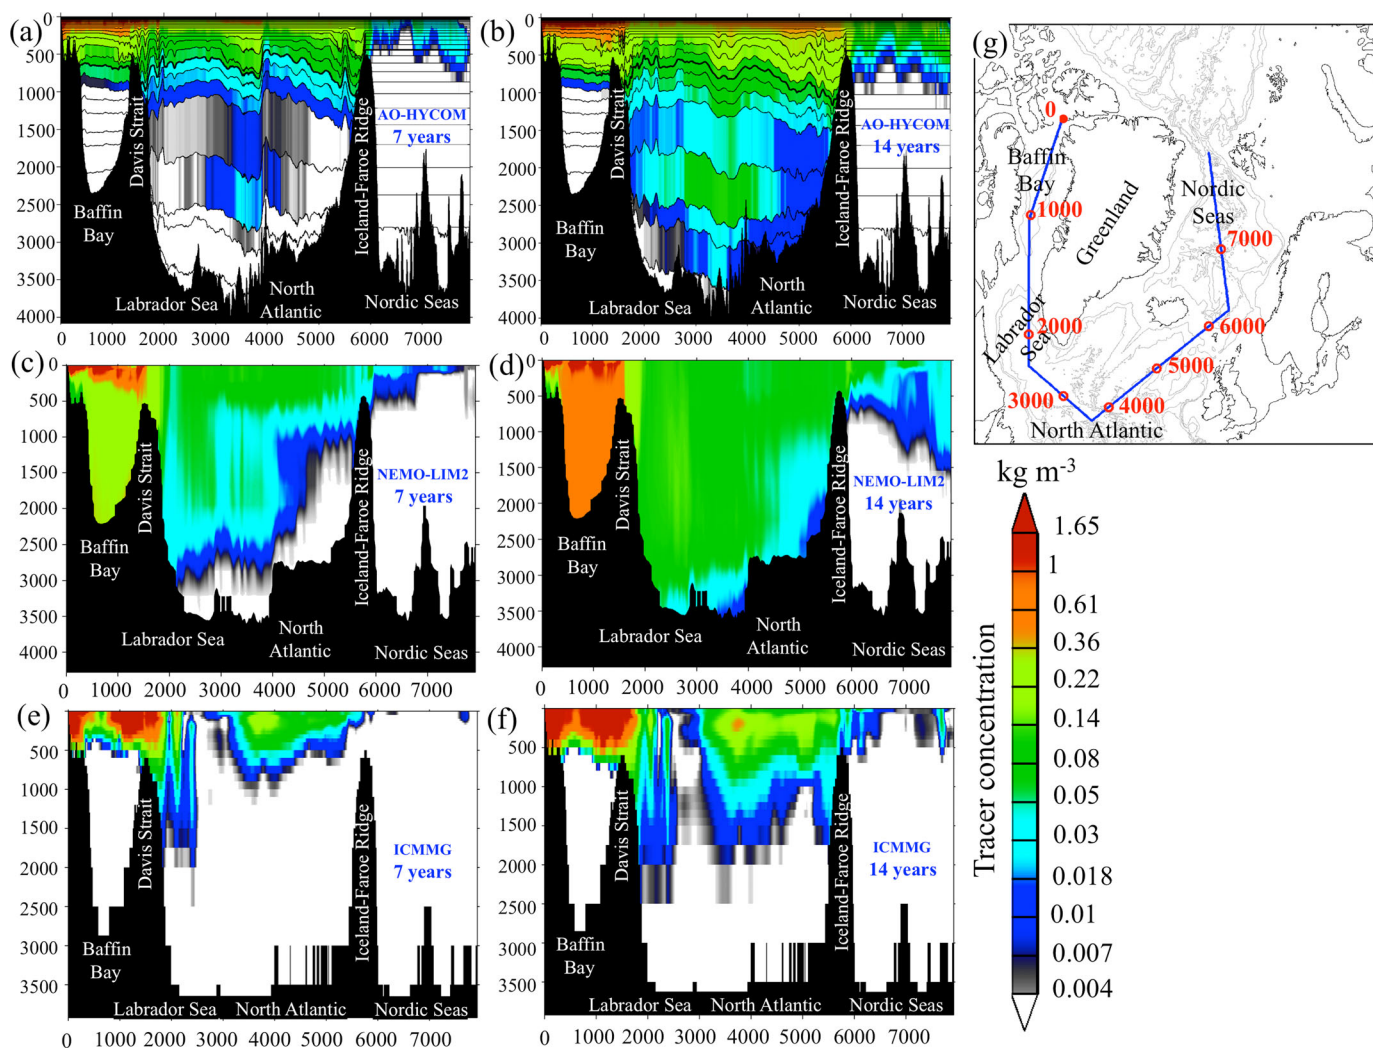 (a)
0
500
1000
1500
2000
2500
3000
3500
4000
Davis Strait
Iceland-Faroe Ridge
AO-HYCOM
7 years
Baffin
Bay
Labrador Sea
North
Atlantic
Nordic Seas
0 1000 2000 3000 4000 5000 6000 7000
(b)
0
500
1000
1500
2000
2500
3000
3500
4000
Davis Strait
Iceland-Faroe Ridge
AO-HYCOM
14 years
Baffin
Bay
Labrador Sea
North
Atlantic
Nordic Seas
0 1000 2000 3000 4000 5000 6000 7000
(g)
0
Baffin
Bay
1000
Greenland
Nordic
Seas
7000
Labrador
Sea
2000
6000
5000
3000
4000
North Atlantic
(c)
0
500
1000
1500
2000
2500
3000
3500
4000
Davis Strait
Iceland-Faroe Ridge
NEMO-LIM2
7 years
Baffin
Bay
Labrador Sea
North
Atlantic
Nordic Seas
0 1000 2000 3000 4000 5000 6000 7000
(d)
0
500
1000
1500
2000
2500
3000
3500
4000
Davis Strait
Iceland-Faroe Ridge
NEMO-LIM2
14 years
Baffin
Bay
Labrador Sea
North
Atlantic
Nordic Seas
0 1000 2000 3000 4000 5000 6000 7000
(e)
500
1000
1500
2000
2500
3000
3500
Davis Strait
Iceland-Faroe Ridge
ICMMG
7 years
Baffin
Bay
Labrador Sea North Atlantic Nordic Seas
0 1000 2000 3000 4000 5000 6000 7000
(f)
0
500
1000
1500
2000
2500
3000
3500
Davis Strait
Iceland-Faroe Ridge
ICMMG
14 years
Baffin
Bay
Labrador Sea North Atlantic Nordic Seas
0 1000 2000 3000 4000 5000 6000 7000
kg m-3
Tracer concentration
1.65
1
0.61
0.36
0.22
0.14
0.08
0.05
0.03
0.018
0.01
0.007
0.004